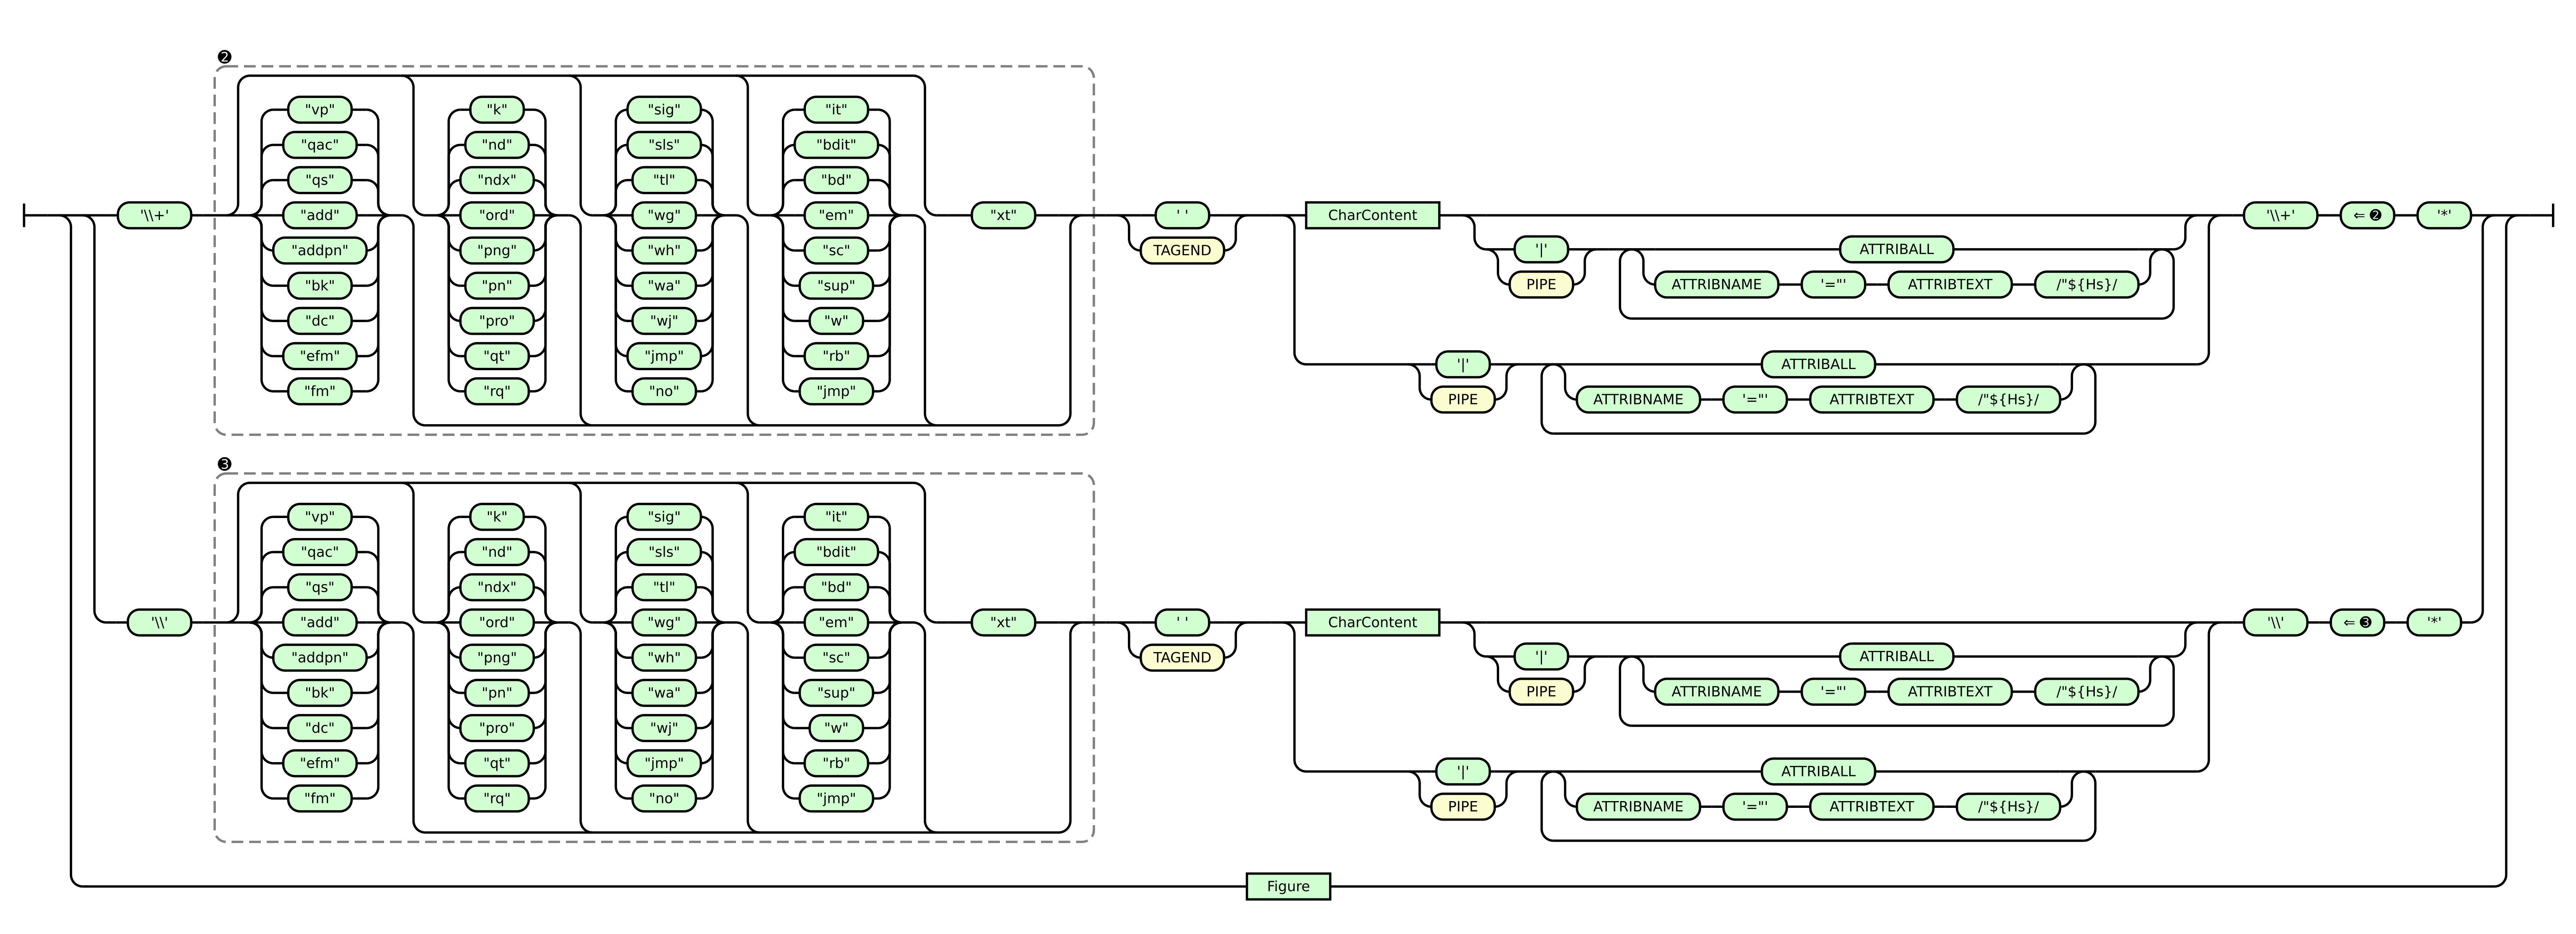 ❷
"vp" "k" "sig" "it"
"qac" "nd" "sls" "bdit"
"qs" "ndx" "tl" "bd"
'\\+' "add" "ord" "wg" "em" "xt" ' ' CharContent '\\+' ⇐ ❷ '*'
"addpn" "png" "wh" "sc" TAGEND '|' ATTRIBALL
"bk" "pn" "wa" "sup" PIPE ATTRIBNAME '="' ATTRIBTEXT /"${Hs}/
"dc" "pro" "wj" "w"
"efm" "qt" "jmp" "rb" '|' ATTRIBALL
"fm" "rq" "no" "jmp" PIPE ATTRIBNAME '="' ATTRIBTEXT /"${Hs}/
❸
"vp" "k" "sig" "it"
"qac" "nd" "sls" "bdit"
"qs" "ndx" "tl" "bd"
'\\' "add" "ord" "wg" "em" "xt" ' ' CharContent '\\' ⇐ ❸ '*'
"addpn" "png" "wh" "sc" TAGEND '|' ATTRIBALL
"bk" "pn" "wa" "sup" PIPE ATTRIBNAME '="' ATTRIBTEXT /"${Hs}/
"dc" "pro" "wj" "w"
"efm" "qt" "jmp" "rb" '|' ATTRIBALL
"fm" "rq" "no" "jmp" PIPE ATTRIBNAME '="' ATTRIBTEXT /"${Hs}/
Figure